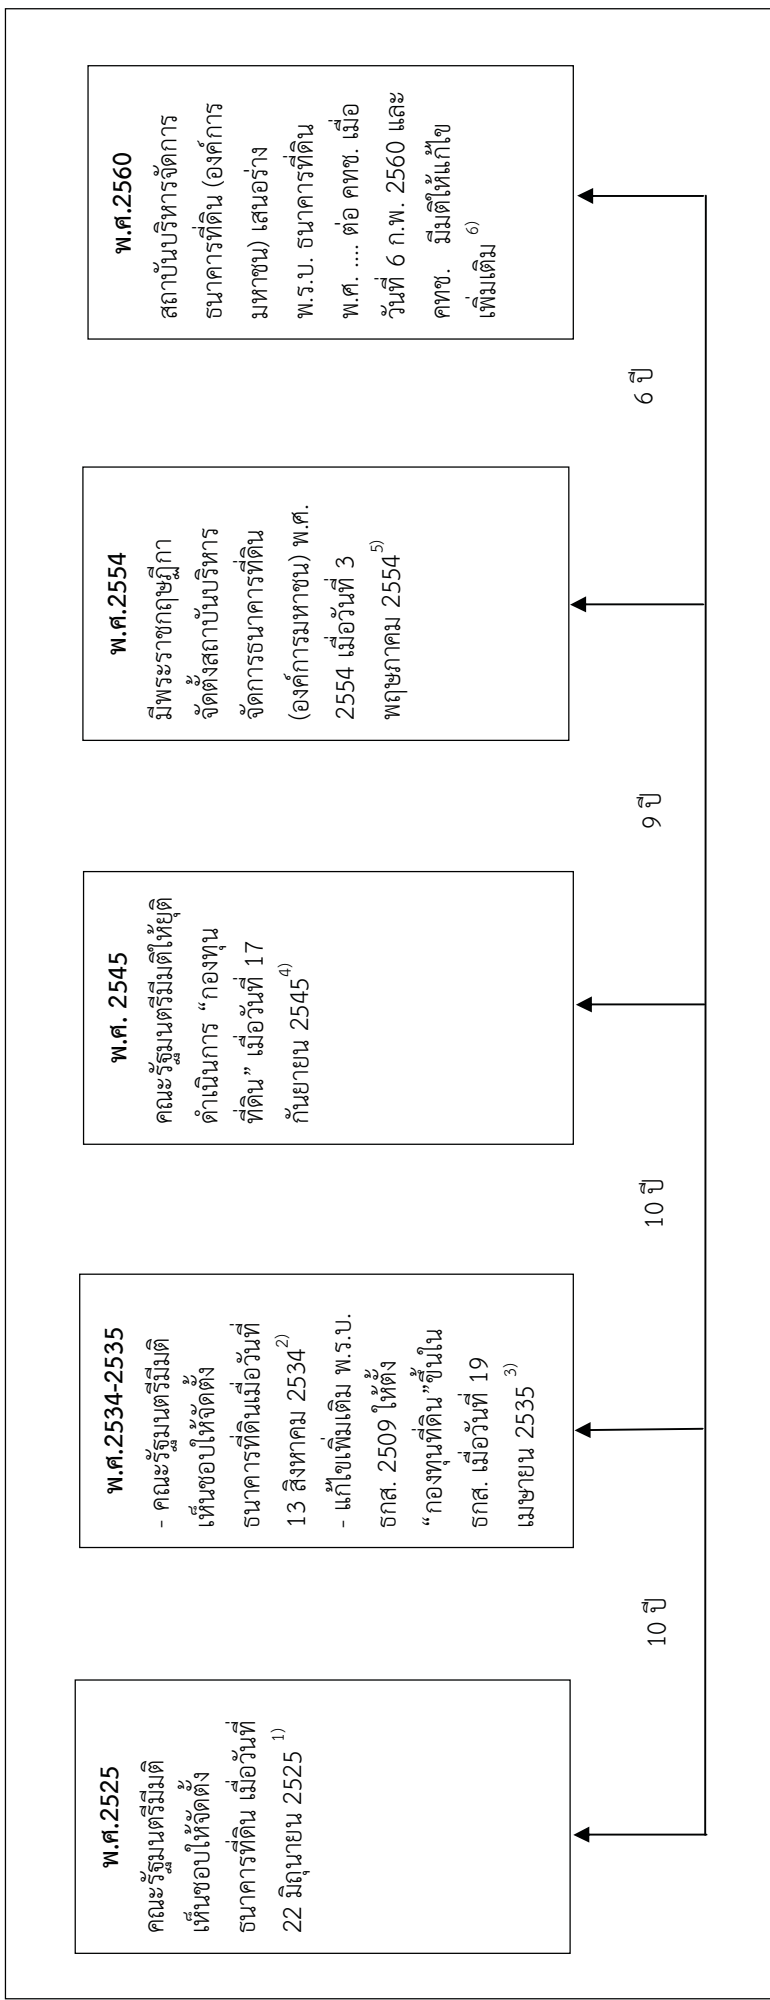 พ.ศ.2525
คณะรัฐมนตรีมีมติ
เห็นชอบให้จัดตั้ง
ธนาคารที่ดิน เมื่อวันที่
22 มิถุนายน 2525 1)
10 ปี
พ.ศ.2534-2535
- คณะรัฐมนตรีมีมติ
เห็นชอบให้จัดตั้ง
ธนาคารที่ดินเมื่อวันที่
13 สิงหาคม 2534 2)
- แก้ไขเพิ่มเติม พ.ร.บ.
ธกส. 2509 ให้ตั้ง
“กองทุนที่ดิน”ขึ้นใน
ธกส. เมื่อวันที่ 19
เมษายน 2535 3)
10 ปี
พ.ศ. 2545
คณะรัฐมนตรีมีมติให้ยุติ
ดำเนินการ “กองทุน
ที่ดิน” เมื่อวันที่ 17
กันยายน 2545 4)
9 ปี
พ.ศ.2554
มีพระราชกฤษฎีกา
จัดตั้งสถาบันบริหาร
จัดการธนาคารที่ดิน
(องค์การมหาชน) พ.ศ.
2554 เมื่อวันที่ 3
พฤษภาคม 2554 5)
6 ปี
พ.ศ.2560
สถาบันบริหารจัดการ
ธนาคารที่ดิน (องค์การ
มหาชน) เสนอร่าง
พ.ร.บ. ธนาคารที่ดิน
พ.ศ. .... ต่อ คทช. เมื่อ
วันที่ 6 ก.พ. 2560 และ
คทช. มีมติให้แก้ไข
เพิ่มเติม 6)